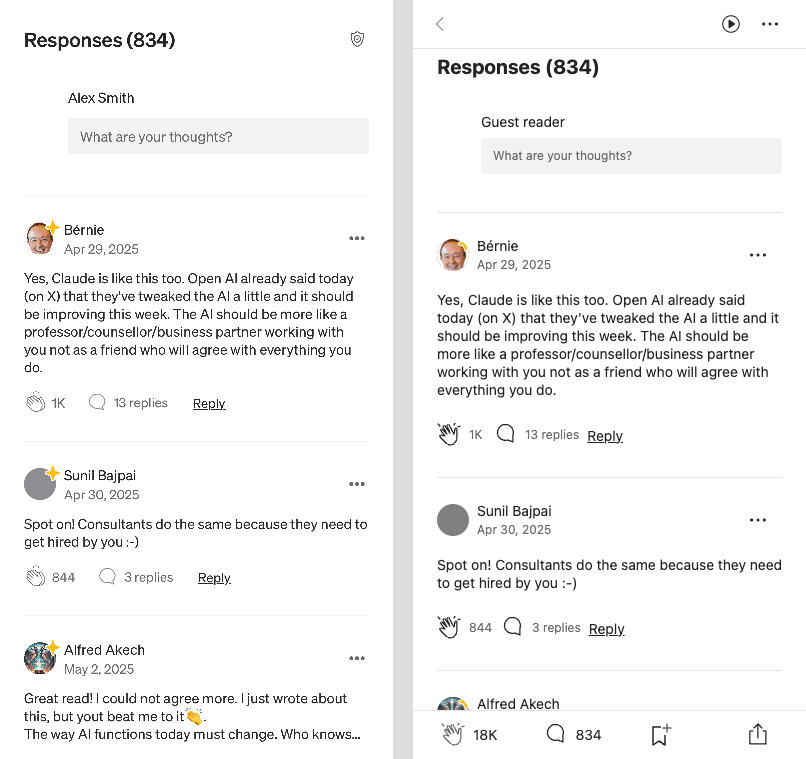 Responses (834)
Alex Smith
What are your thoughts?
Bérnie
Apr 29, 2025
Yes, Claude is like this too. Open AI already said today
(on X) that they've tweaked the AI a little and it should
be improving this week. The AI should be more like a
professor/counsellor/business partner working with
you not as a friend who will agree with everything you
do.
1K 13 replies Reply
Sunil Bajpai
Apr 30, 2025
Spot on! Consultants do the same because they need to
get hired by you :-)
844 3 replies Reply
Alfred Akech
May 2, 2025
Great read! I could not agree more. I just wrote about
this, but yout beat me to it👏.
The way AI functions today must change. Who knows...
Responses (834)
Guest reader
What are your thoughts?
Bérnie
Apr 29, 2025
Yes, Claude is like this too. Open AI already said
today (on X) that they've tweaked the AI a little and it
should be improving this week. The AI should be
more like a professor/counsellor/business partner
working with you not as a friend who will agree with
everything you do.
1K 13 replies Reply
Sunil Bajpai
Apr 30, 2025
Spot on! Consultants do the same because they need
to get hired by you :-)
844 3 replies Reply
Alfred Akech
18K 834